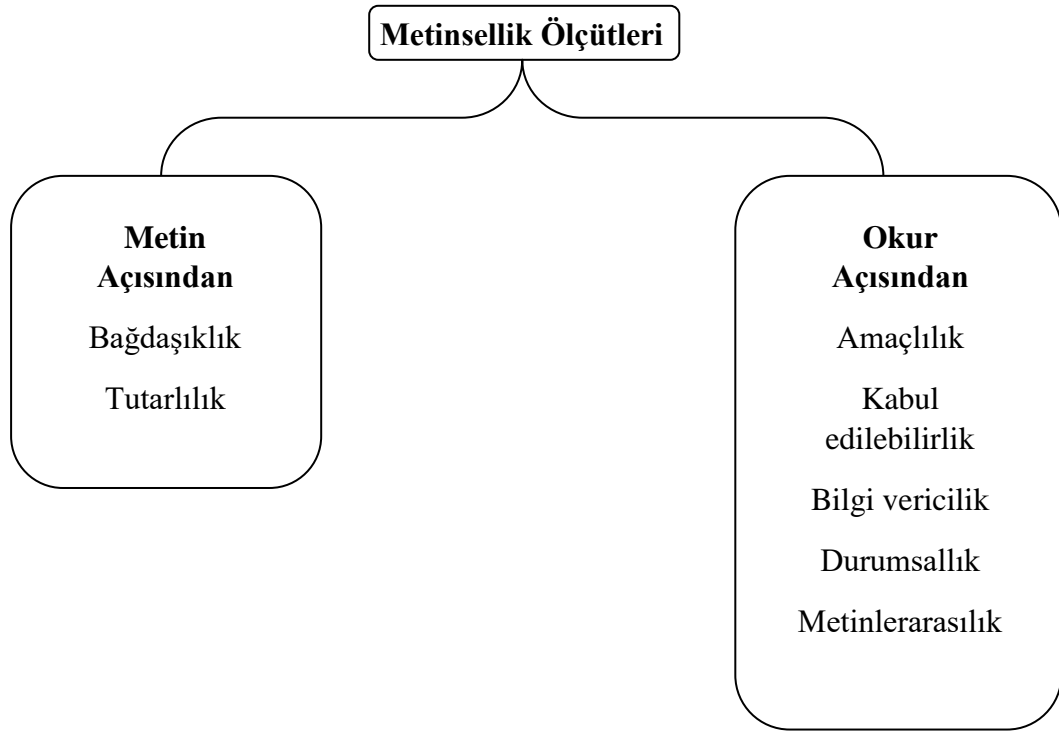 Metinsellik Ölçütleri
Metin
Açısından
Bağdaşıklık
Tutarlılık
Okur
Açısından
Amaçlılık
Kabul
edilebilirlik
Bilgi vericilik
Durumsallık
Metinlerarasılık